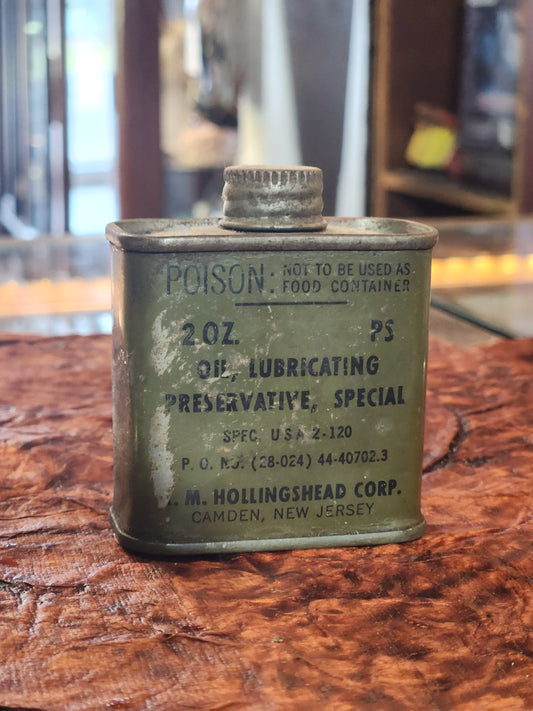 POISON: NOT TO BE USED AS
FOOD CONTAINER
2 OZ. PS
OIL, LUBRICATING
PRESERVATIVE, SPECIAL
SPEC. U S A 2-120
P. O. NO. (28-024) 44-40702.3
. M. HOLLINGSHEAD CORP.
CAMDEN, NEW JERSEY